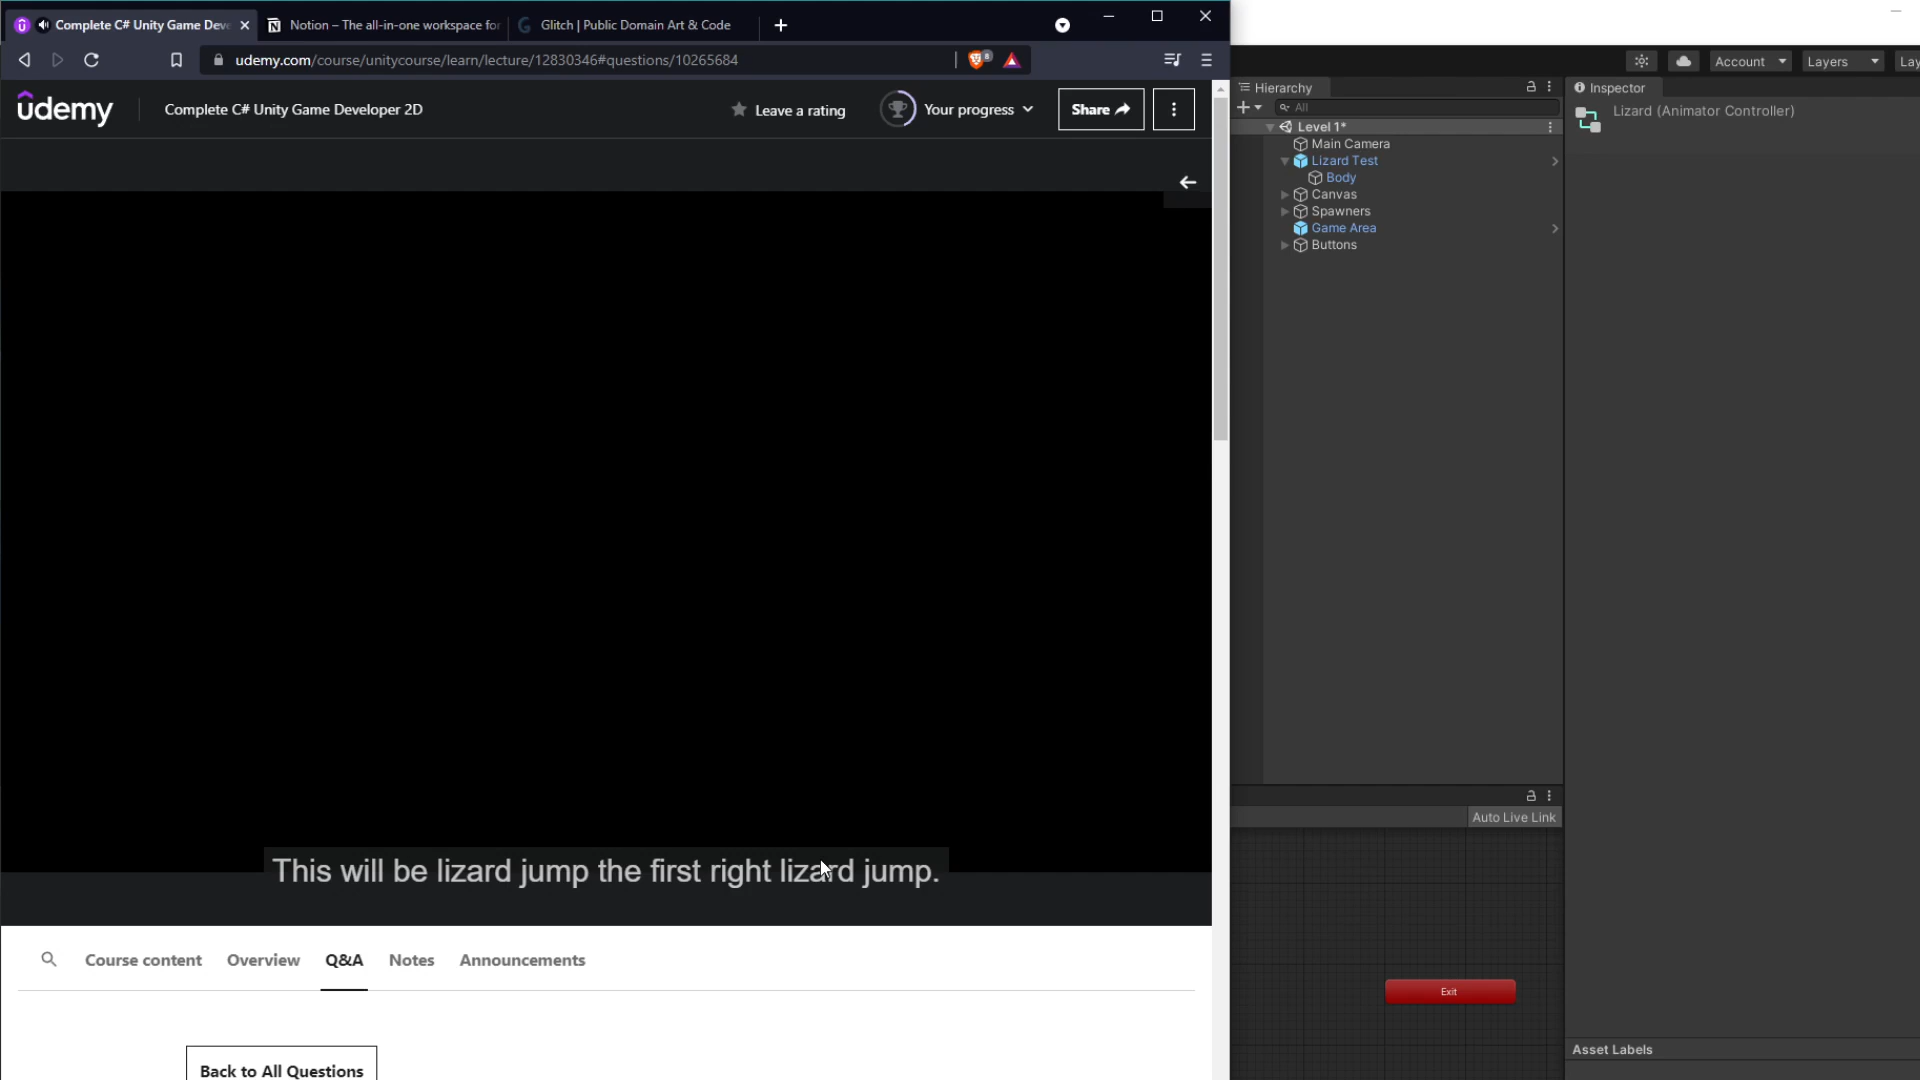 Complete C# Unity Game Deve
Notion – The all-in-one workspace for
Glitch | Public Domain Art & Code
udemy.com/course/unitycourse/learn/lecture/12830346#questions/10265684
8
udemy
Complete C# Unity Game Developer 2D
Leave a rating
Your progress
Share
This will be lizard jump the first right lizard jump.
Course content
Overview
Q&A
Notes
Announcements
Back to All Questions
Account
Layers
Lay
Hierarchy
All
Level 1*
Main Camera
Lizard Test
Body
Canvas
Spawners
Game Area
Buttons
Inspector
Lizard (Animator Controller)
Auto Live Link
Exit
Asset Labels